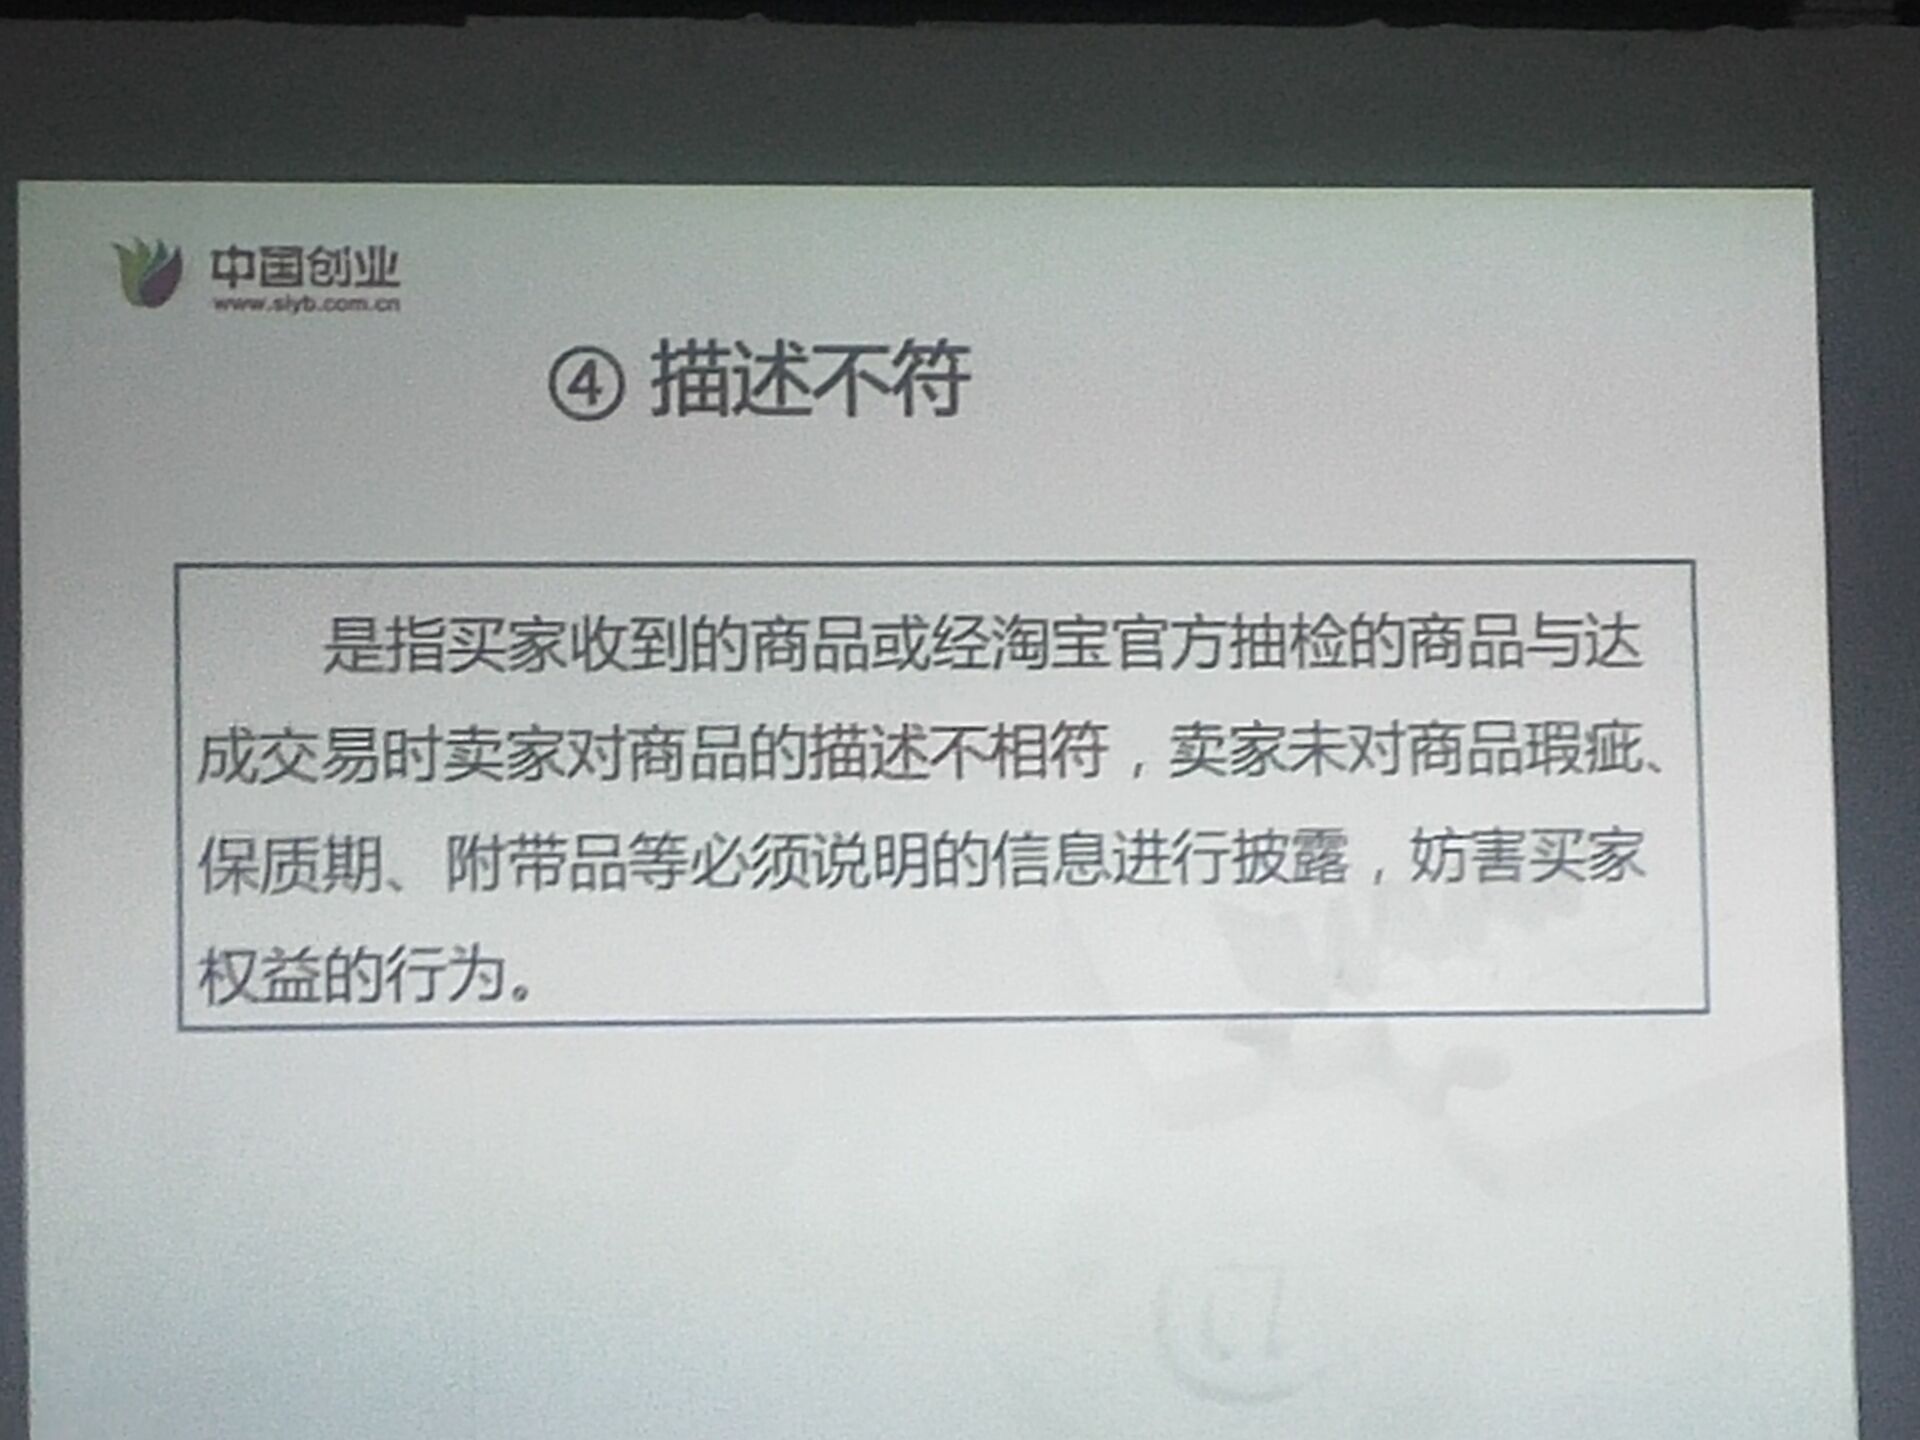 中国创业
www.siyb.com.cn
④ 描述不符
是指买家收到的商品或经淘宝官方抽检的商品与达
成交易时卖家对商品的描述不相符，卖家未对商品瑕疵、
保质期、附带品等必须说明的信息进行披露，妨害买家
权益的行为。